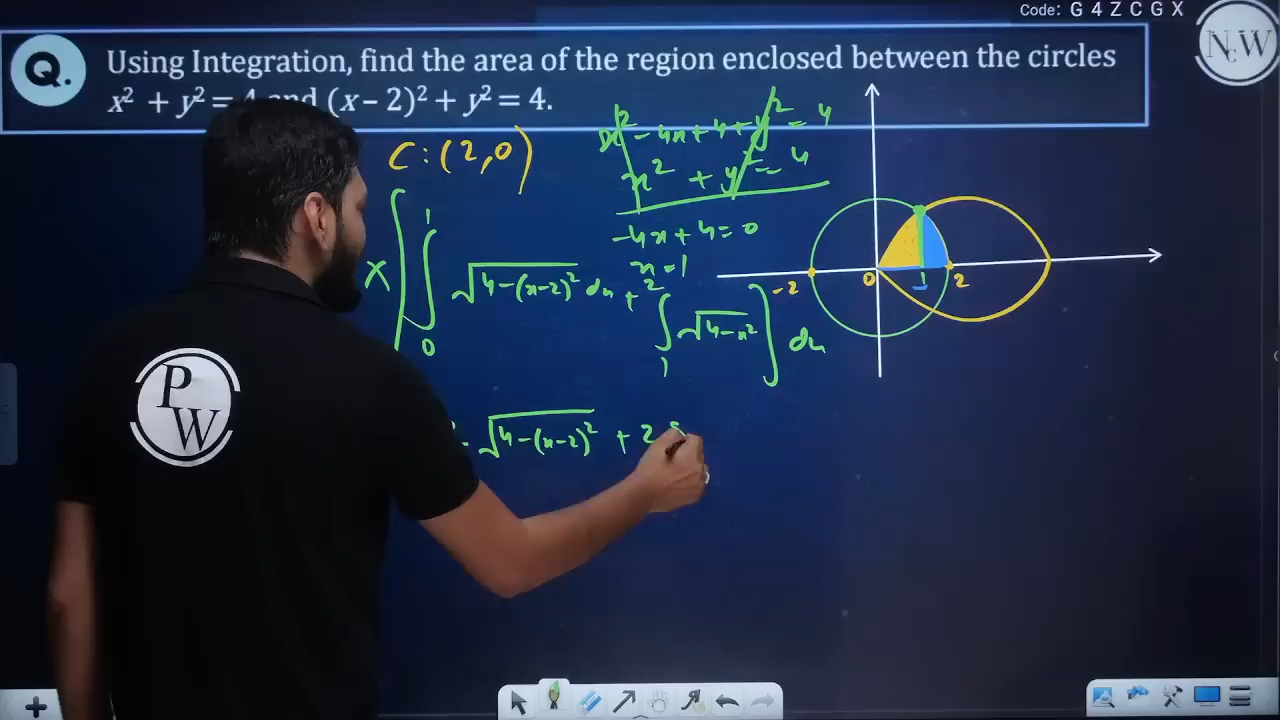 Code: G 4 Z C G X
Q.
Using Integration, find the area of the region enclosed between the circles
x² + y² = 4 and (x – 2)² + y² = 4.
NcW
C : (2,0)
x² - 4x + 4 + y² = 4
x² + y² = 4
-4x + 4 = 0
x = 1
x [ ∫₀¹ √4-(x-2)² dx + ∫₁² √4-x² ] dx
- √4-(x-2)² + 2
-2 0 1 2
P
W